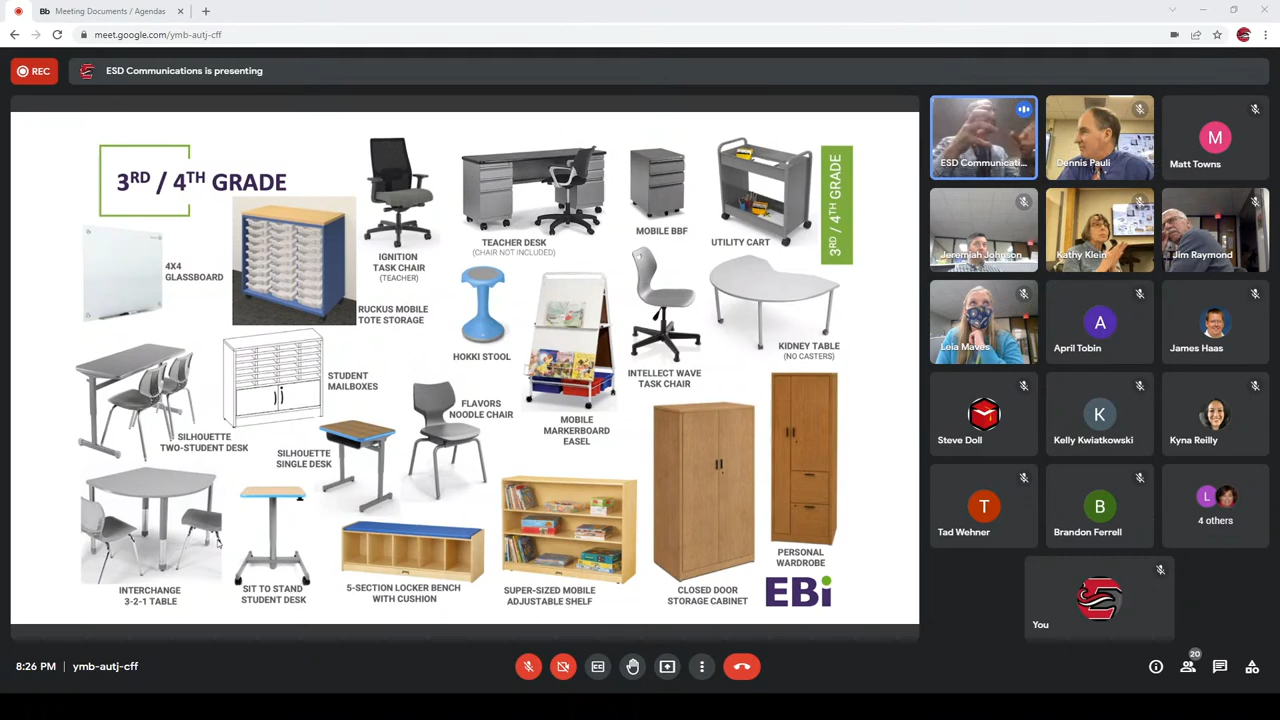 Bb Meeting Documents / Agendas
meet.google.com/ymb-autj-cff
REC
ESD Communications is presenting
3RD / 4TH GRADE
3RD / 4TH GRADE
4X4
GLASSBOARD
RUCKUS MOBILE
TOTE STORAGE
IGNITION
TASK CHAIR
(TEACHER)
TEACHER DESK
(CHAIR NOT INCLUDED)
MOBILE BBF
UTILITY CART
HOKKI STOOL
MOBILE
MARKERBOARD
EASEL
INTELLECT WAVE
TASK CHAIR
KIDNEY TABLE
(NO CASTERS)
SILHOUETTE
TWO-STUDENT DESK
STUDENT
MAILBOXES
SILHOUETTE
SINGLE DESK
FLAVORS
NOODLE CHAIR
INTERCHANGE
3-2-1 TABLE
SIT TO STAND
STUDENT DESK
5-SECTION LOCKER BENCH
WITH CUSHION
SUPER-SIZED MOBILE
ADJUSTABLE SHELF
CLOSED DOOR
STORAGE CABINET
PERSONAL
WARDROBE
EBi
ESD Communicati...
Dennis Pauli
M
Matt Towns
Jeremiah Johnson
Kathy Klein
Jim Raymond
Leia Maves
A
April Tobin
James Haas
Steve Doll
K
Kelly Kwiatkowski
Kyna Reilly
T
Tad Wehner
B
Brandon Ferrell
L
4 others
You
8:26 PM | ymb-autj-cff
20